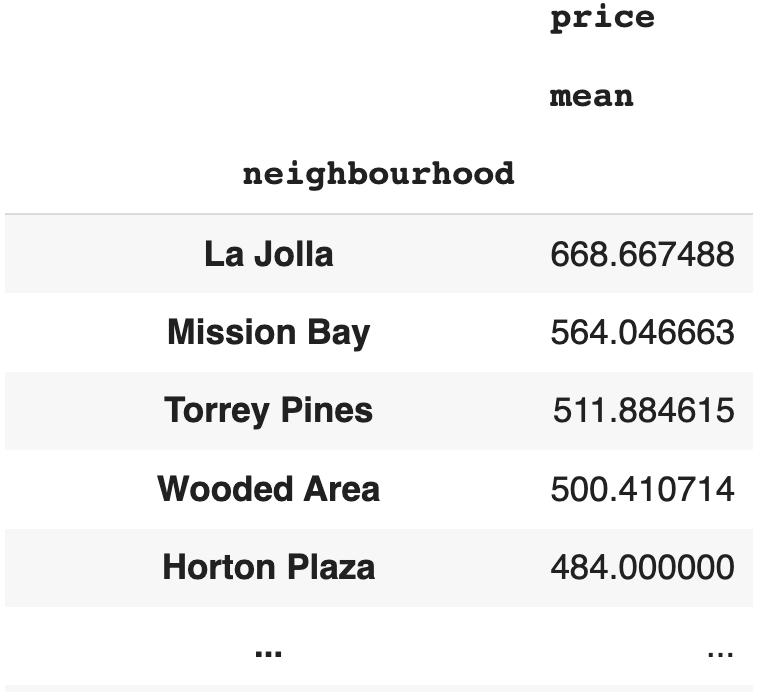 price
mean
neighbourhood
La Jolla 668.667488
Mission Bay 564.046663
Torrey Pines 511.884615
Wooded Area 500.410714
Horton Plaza 484.000000
... ...